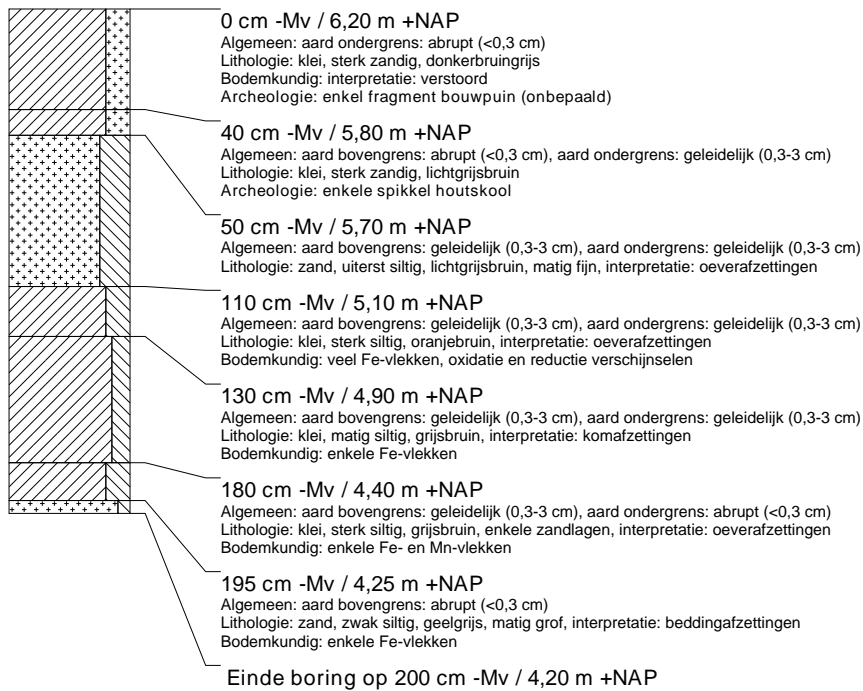 0 cm -Mv / 6,20 m +NAP
Algemeen: aard ondergrens: abrupt (<0,3 cm)
Lithologie: klei, sterk zandig, donkerbruingrijs
Bodemkundig: interpretatie: verstoord
Archeologie: enkel fragment bouwpuin (onbepaald)
40 cm -Mv / 5,80 m +NAP
Algemeen: aard bovengrens: abrupt (<0,3 cm), aard ondergrens: geleidelijk (0,3-3 cm)
Lithologie: klei, sterk zandig, lichtgrijsbruin
Archeologie: enkele spikkel houtskool
50 cm -Mv / 5,70 m +NAP
Algemeen: aard bovengrens: geleidelijk (0,3-3 cm), aard ondergrens: geleidelijk (0,3-3 cm)
Lithologie: zand, uiterst siltig, lichtgrijsbruin, matig fijn, interpretatie: oeverafzettingen
110 cm -Mv / 5,10 m +NAP
Algemeen: aard bovengrens: geleidelijk (0,3-3 cm), aard ondergrens: geleidelijk (0,3-3 cm)
Lithologie: klei, sterk siltig, oranjebruin, interpretatie: oeverafzettingen
Bodemkundig: veel Fe-vlekken, oxidatie en reductie verschijnselen
130 cm -Mv / 4,90 m +NAP
Algemeen: aard bovengrens: geleidelijk (0,3-3 cm), aard ondergrens: geleidelijk (0,3-3 cm)
Lithologie: klei, matig siltig, grijsbruin, interpretatie: komafzettingen
Bodemkundig: enkele Fe-vlekken
180 cm -Mv / 4,40 m +NAP
Algemeen: aard bovengrens: geleidelijk (0,3-3 cm), aard ondergrens: abrupt (<0,3 cm)
Lithologie: klei, sterk siltig, grijsbruin, enkele zandlagen, interpretatie: oeverafzettingen
Bodemkundig: enkele Fe- en Mn-vlekken
195 cm -Mv / 4,25 m +NAP
Algemeen: aard bovengrens: abrupt (<0,3 cm)
Lithologie: zand, zwak siltig, geelgrijs, matig grof, interpretatie: beddingafzettingen
Bodemkundig: enkele Fe-vlekken
Einde boring op 200 cm -Mv / 4,20 m +NAP